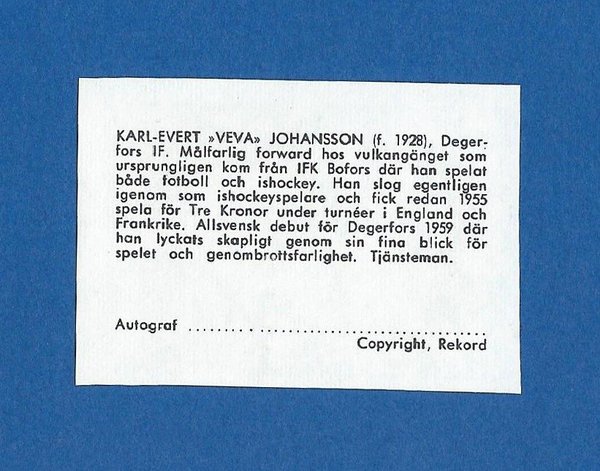 KARL-EVERT »VEVA» JOHANSSON (f. 1928), Deger-
fors IF. Målfarlig forward hos vulkangänget som
ursprungligen kom från IFK Bofors där han spelat
både fotboll och ishockey. Han slog egentligen
igenom som ishockeyspelare och fick redan 1955
spela för Tre Kronor under turnéer i England och
Frankrike. Allsvensk debut för Degerfors 1959 där
han lyckats skapligt genom sin fina blick för
spelet och genombrottsfarlighet. Tjänsteman.
Autograf ...........................................
Copyright, Rekord